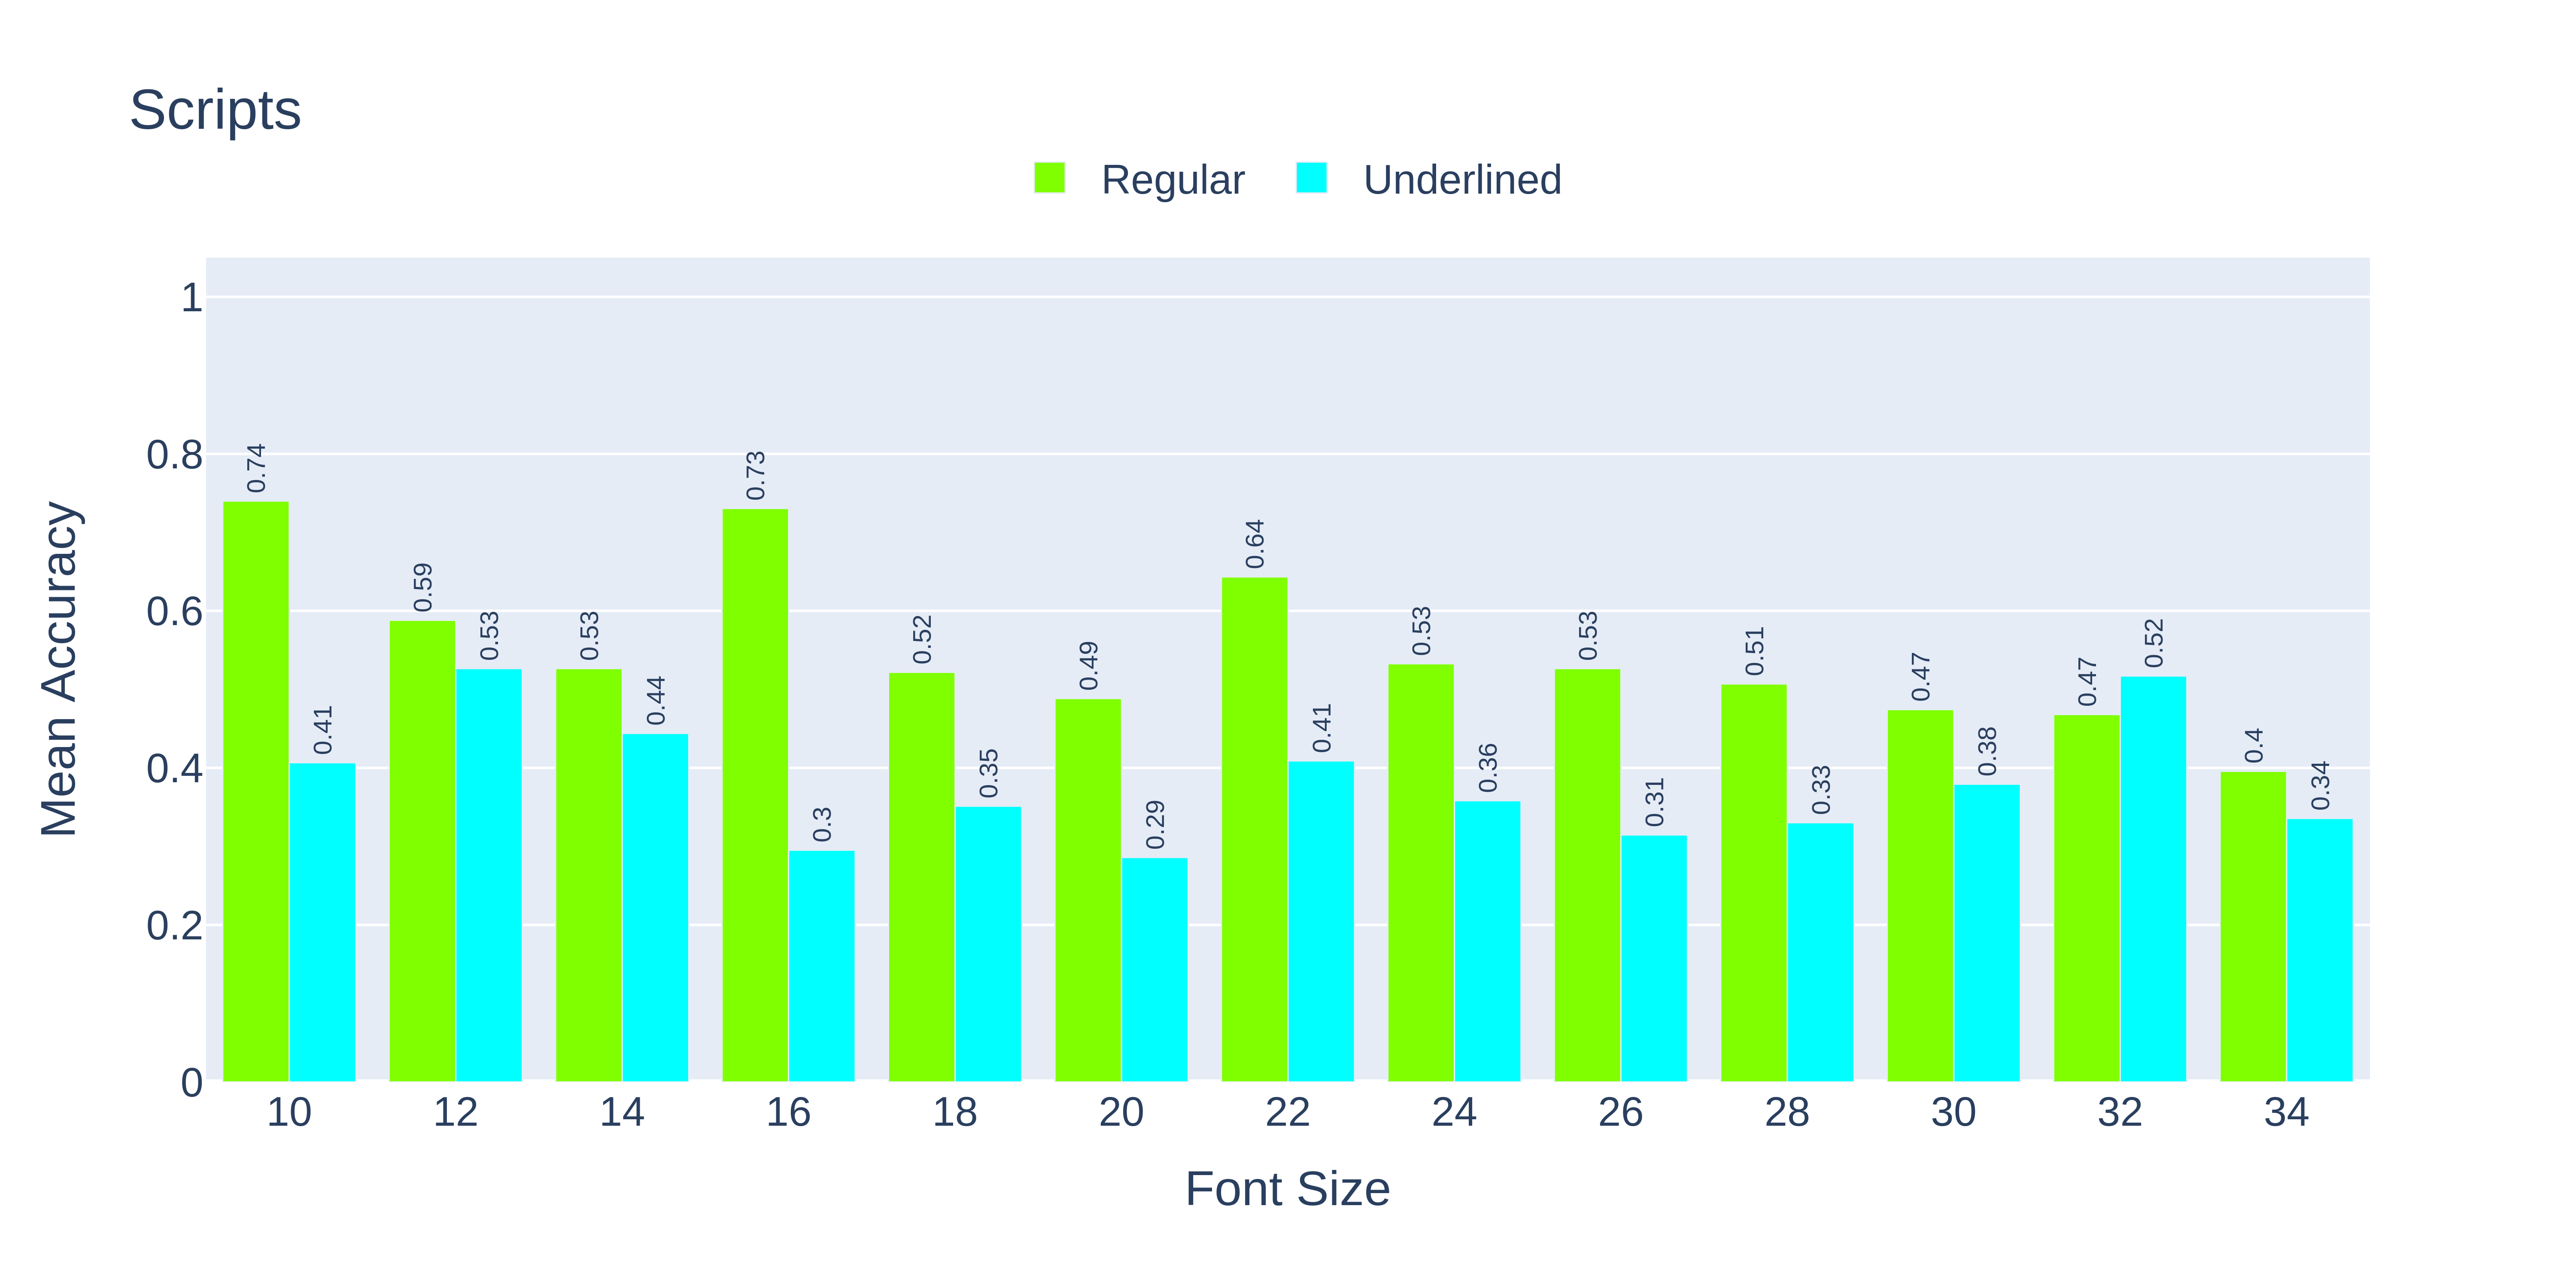 Scripts
Regular Underlined
Mean Accuracy
1
0.8
0.6
0.4
0.2
0
0.74 0.41 0.59 0.53 0.53 0.44 0.73 0.3 0.52 0.35 0.49 0.29 0.64 0.41 0.53 0.36 0.53 0.31 0.51 0.33 0.47 0.38 0.47 0.52 0.4 0.34
10 12 14 16 18 20 22 24 26 28 30 32 34
Font Size